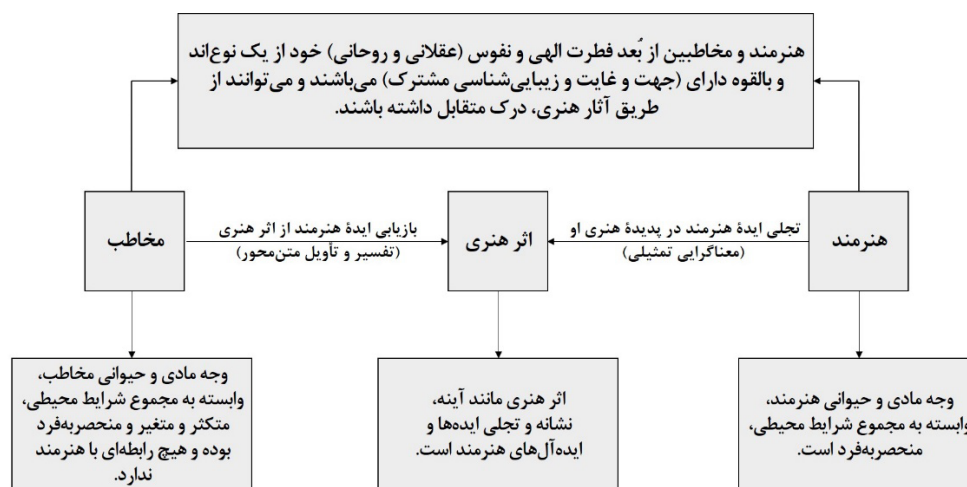 هنرمند و مخاطبین از بُعد فطرت الهی و نفوس (عقلانی و روحانی) خود از یک نوع‌اند
و بالقوه دارای (جهت و غایت و زیبایی‌شناسی مشترک) می‌باشند و می‌توانند از
طریق آثار هنری، درک متقابل داشته باشند.
هنرمند
تجلی ایدهٔ هنرمند در پدیدهٔ هنری او
(معناگرایی تمثیلی)
اثر هنری
بازیابی ایدهٔ هنرمند از اثر هنری
(تفسیر و تأویل متن‌محور)
مخاطب
وجه مادی و حیوانی هنرمند،
وابسته به مجموع شرایط محیطی،
منحصربه‌فرد است.
اثر هنری مانند آینه،
نشانه و تجلی ایده‌ها و
ایده‌آل‌های هنرمند است.
وجه مادی و حیوانی مخاطب،
وابسته به مجموع شرایط محیطی،
متکثر و متغیر و منحصربه‌فرد
بوده و هیچ رابطه‌ای با هنرمند
ندارد.